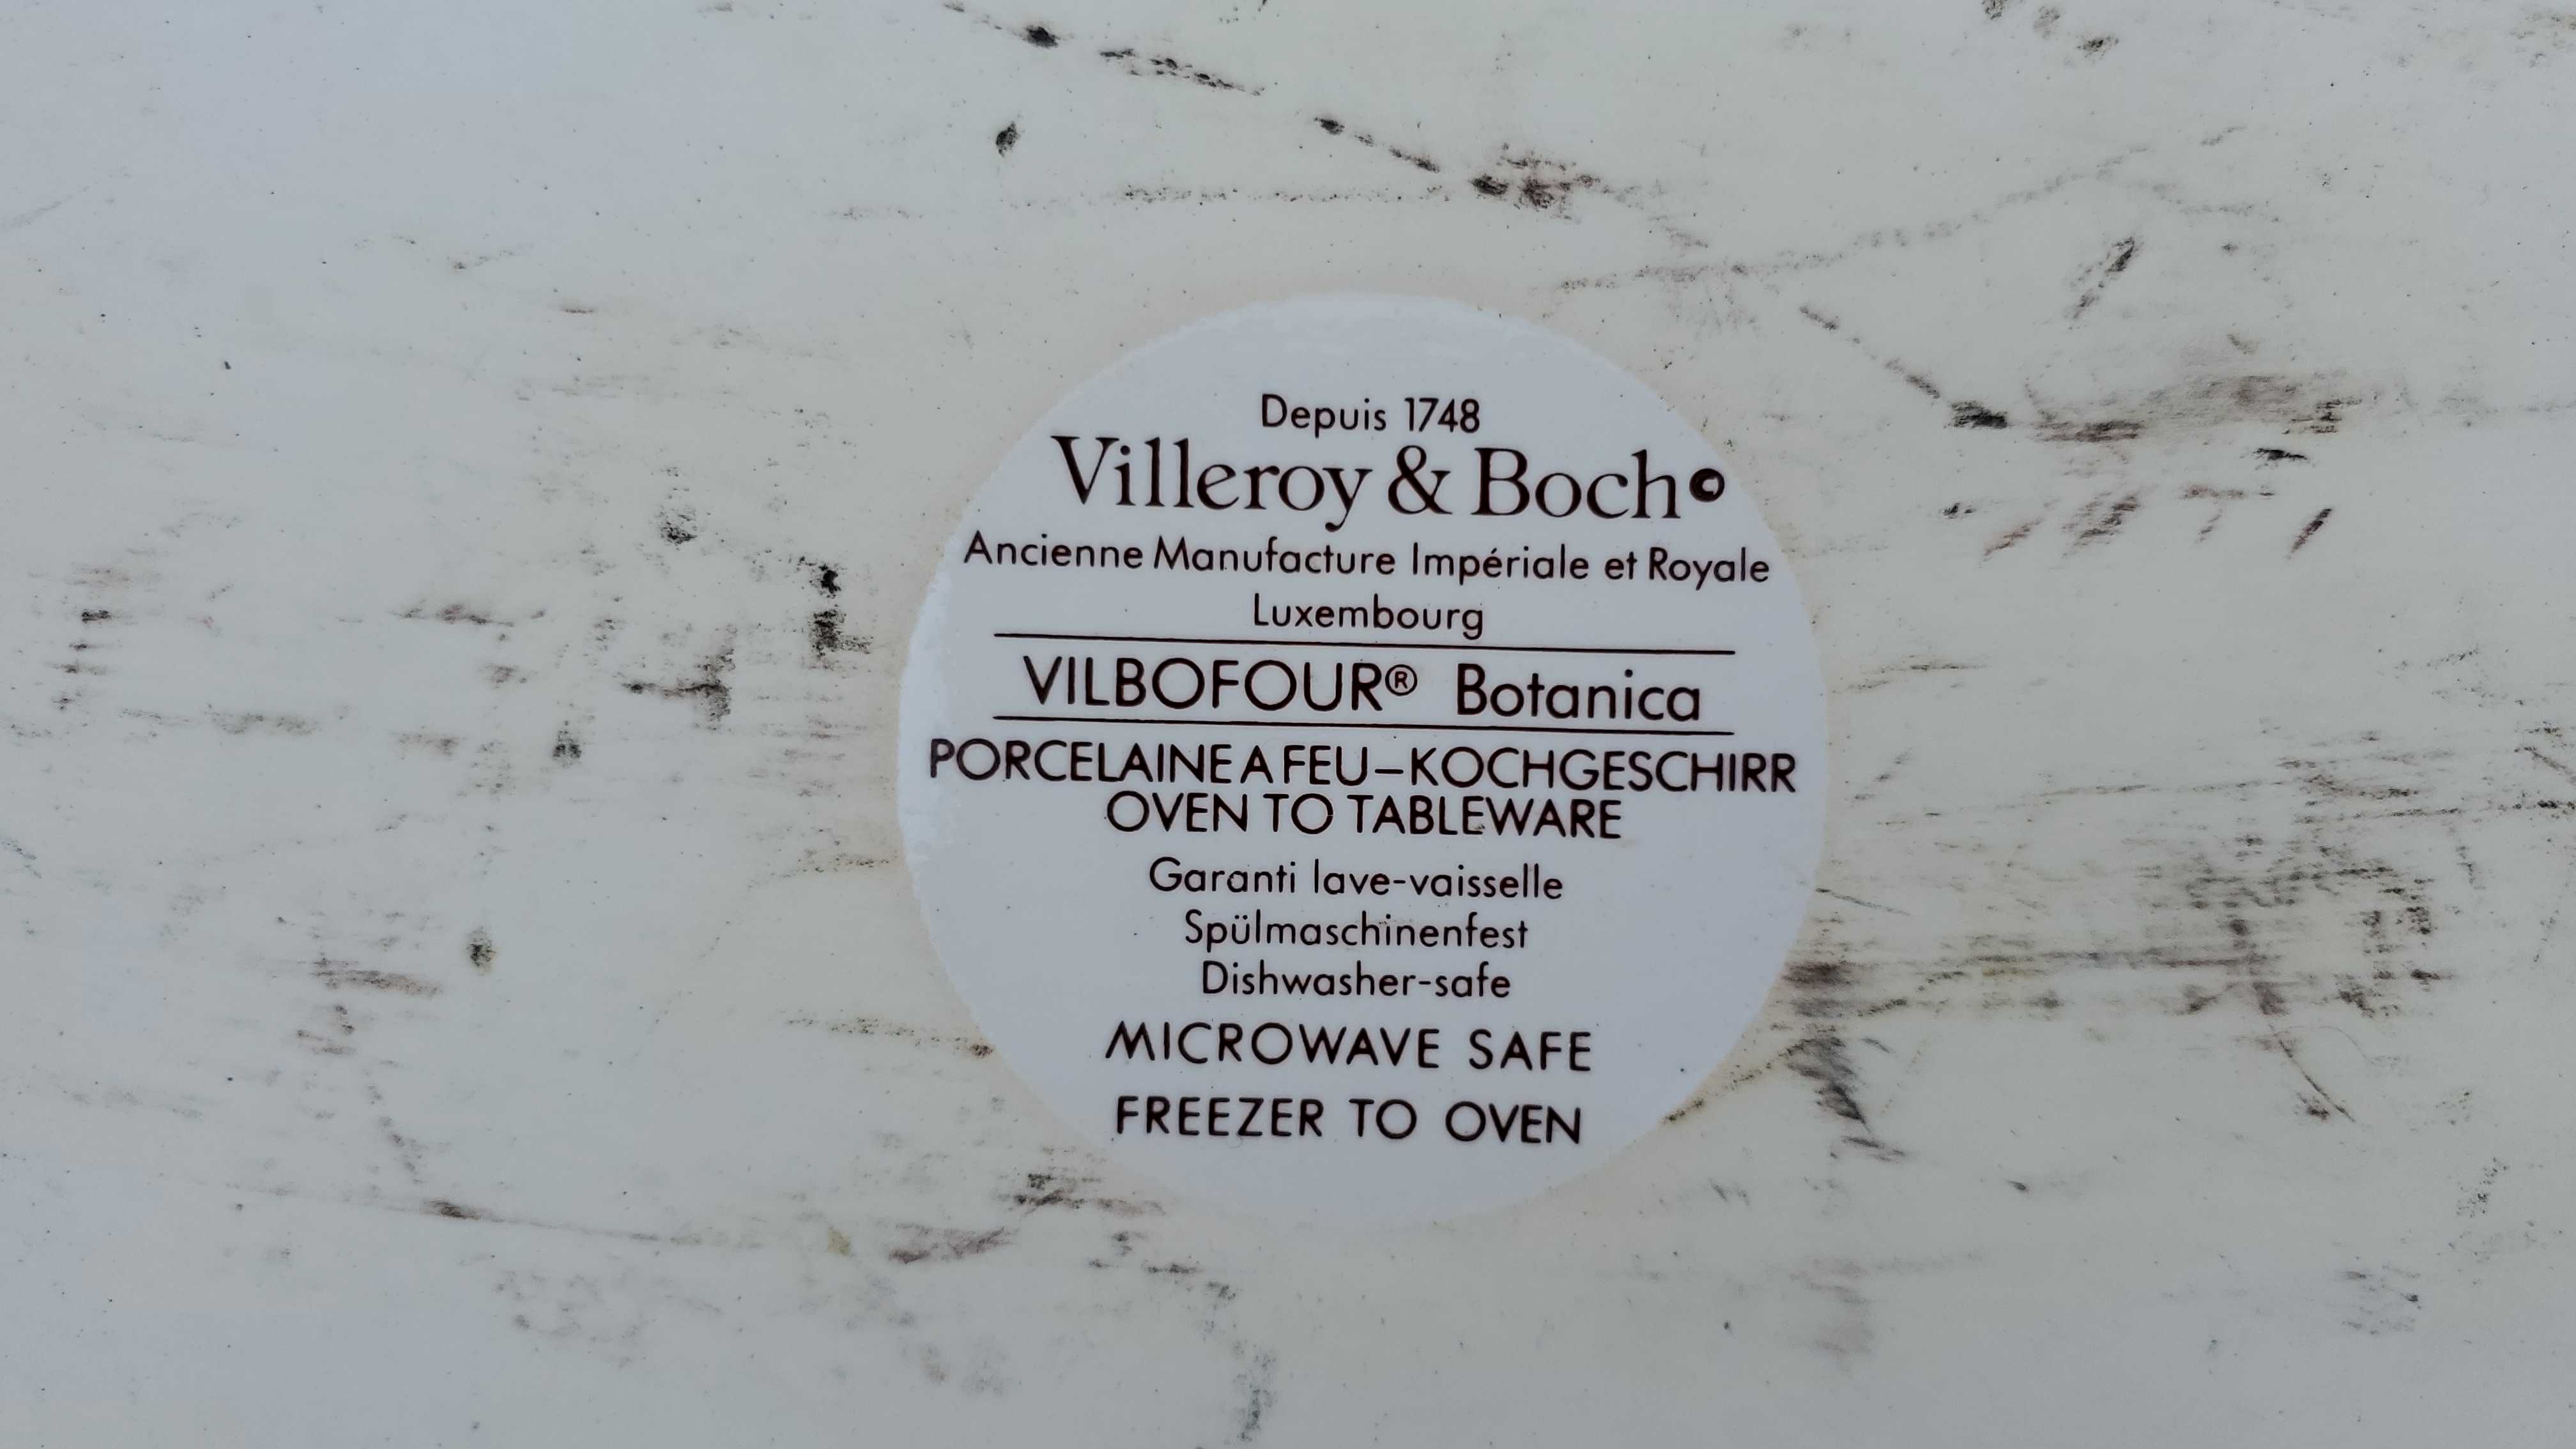 Depuis 1748
Villeroy & Boch©
Ancienne Manufacture Impériale et Royale
Luxembourg
VILBOFOUR® Botanica
PORCELAINE A FEU–KOCHGESCHIRR
OVEN TO TABLEWARE
Garanti lave-vaisselle
Spülmaschinenfest
Dishwasher-safe
MICROWAVE SAFE
FREEZER TO OVEN